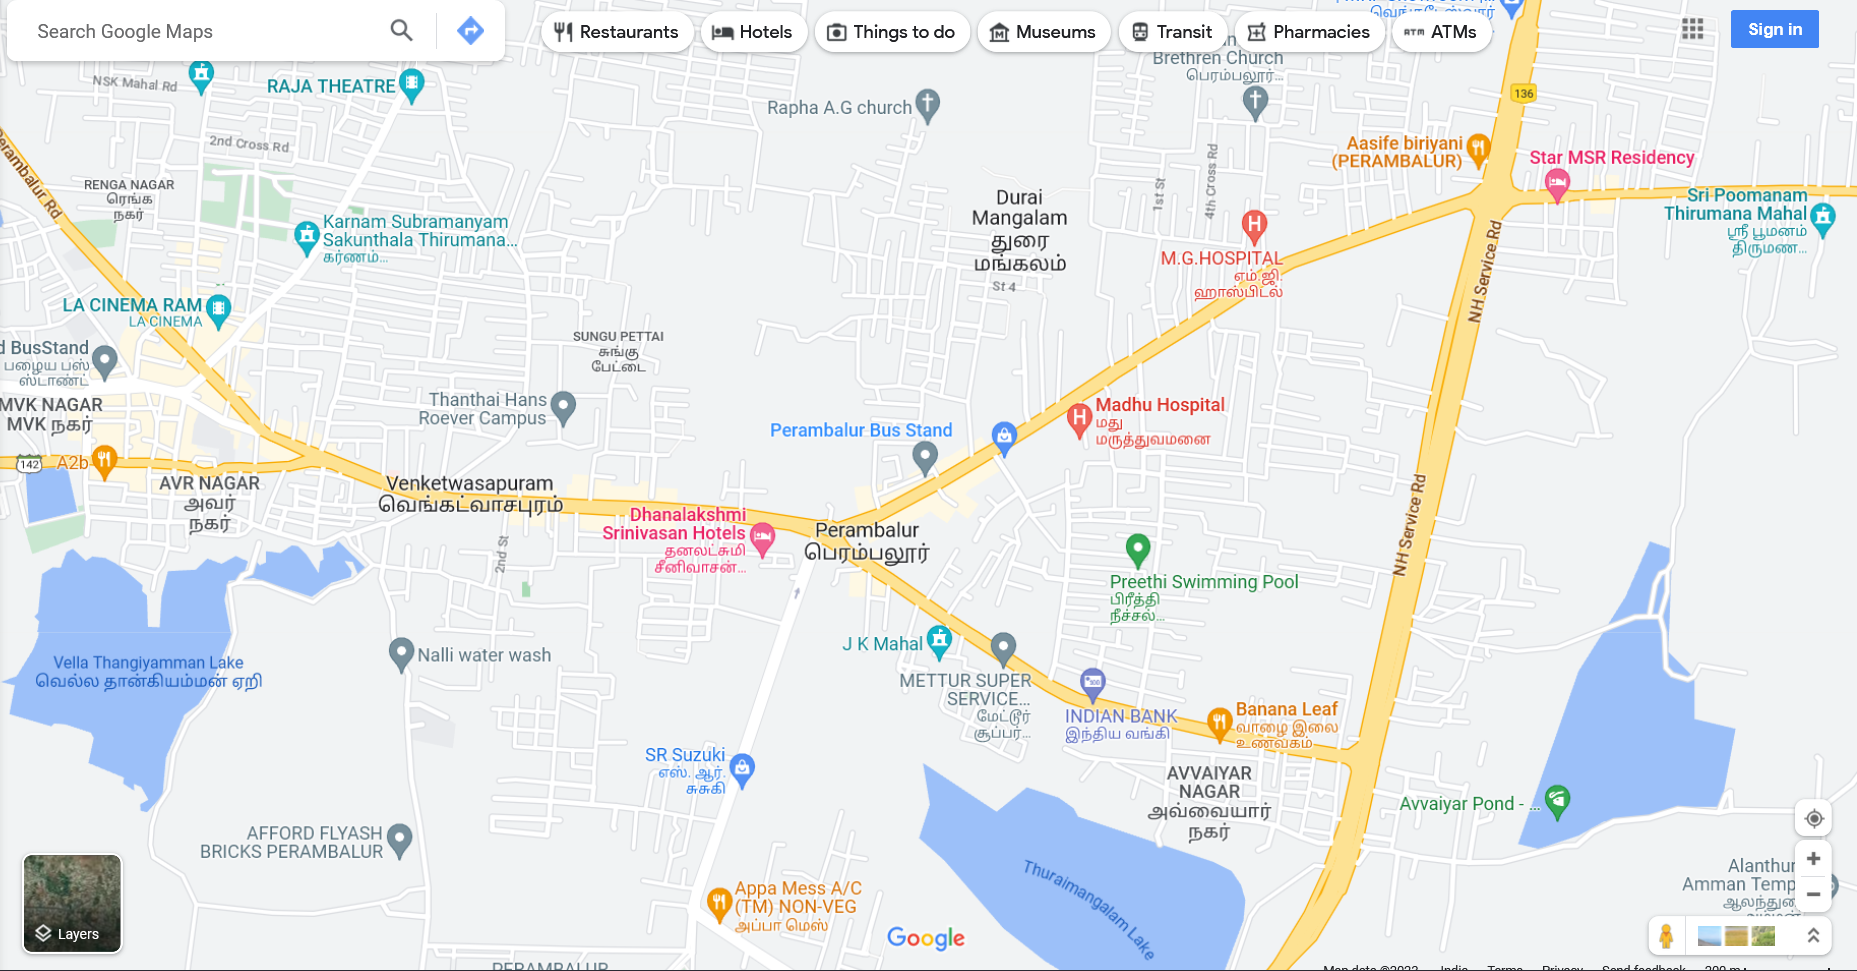 Search Google Maps
Restaurants
Hotels
Things to do
Museums
Transit
Pharmacies
ATMs
Sign in
Brethren Church
பெரம்பலூர்...
NSK Mahal Rd
RAJA THEATRE
Rapha A.G church
136
2nd Cross Rd
Aasife biriyani
(PERAMBALUR)
Star MSR Residency
Perambalur Rd
RENGA NAGAR
ரெங்க
நகர்
Karnam Subramanyam
Sakunthala Thirumana...
கர்ணம்...
Durai
Mangalam
துரை
மங்கலம்
St 4
1st St
4th Cross Rd
Sri Poomanam
Thirumana Mahal
ஸ்ரீ பூமனம்
திருமண...
M.G.HOSPITAL
எம்.ஜி.
ஹாஸ்பிடல்
NH Service Rd
LA CINEMA RAM
LA CINEMA
d BusStand
பழைய பஸ்
ஸ்டாண்ட்
SUNGU PETTAI
சுங்கு
பேட்டை
MVK NAGAR
MVK நகர்
Thanthai Hans
Roever Campus
Perambalur Bus Stand
Madhu Hospital
மது
மருத்துவமனை
142
A2b
AVR NAGAR
அவர்
நகர்
Venketwasapuram
வெங்கட்வாசபுரம்
Dhanalakshmi
Srinivasan Hotels
தனலட்சுமி
சீனிவாசன்...
Perambalur
பெரம்பலூர்
2nd St
NH Service Rd
Preethi Swimming Pool
பிரீத்தி
நீச்சல்...
J K Mahal
Nalli water wash
Vella Thangiyamman Lake
வெல்ல தான்கியம்மன் ஏறி
METTUR SUPER
SERVICE...
மேட்டூர்
சூப்பர்...
INDIAN BANK
இந்திய வங்கி
Banana Leaf
வாழை இலை
உணவகம்
SR Suzuki
எஸ். ஆர்.
சுசுகி
AVVAIYAR
NAGAR
அவ்வையார்
நகர்
Avvaiyar Pond - ...
AFFORD FLYASH
BRICKS PERAMBALUR
Thuraimangalam Lake
Alanthur
Amman Temp
Appa Mess A/C
(TM) NON-VEG
அப்பா மெஸ்
Layers
Google
PERAMBALUR
Map data ©2023
India
Terms
Privacy
Send feedback
200 m